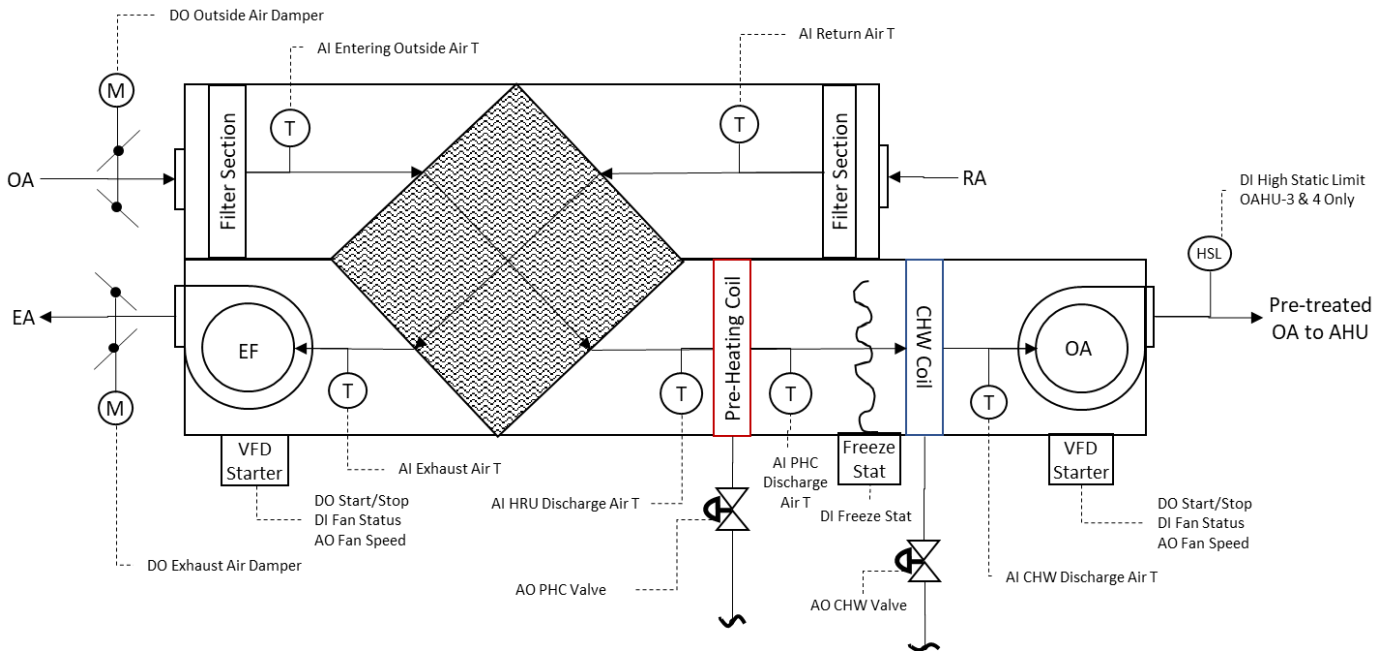 DO Outside Air Damper
AI Entering Outside Air T
AI Return Air T
M
T
T
Filter Section
Filter Section
OA
RA
DI High Static Limit
OAHU-3 & 4 Only
HSL
EA
EF
T
T
Pre-Heating Coil
T
CHW Coil
T
OA
Pre-treated
OA to AHU
M
VFD
Starter
Freeze
Stat
VFD
Starter
AI Exhaust Air T
AI HRU Discharge Air T
AI PHC
Discharge
Air T
DI Freeze Stat
DO Start/Stop
DI Fan Status
AO Fan Speed
DO Start/Stop
DI Fan Status
AO Fan Speed
DO Exhaust Air Damper
AO PHC Valve
AO CHW Valve
AI CHW Discharge Air T